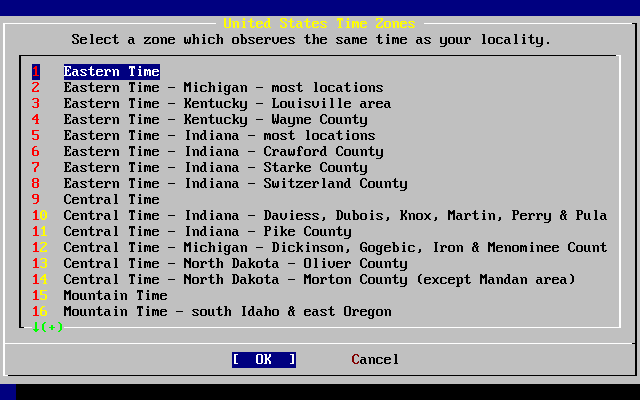 United States Time Zones
Select a zone which observes the same time as your locality.
1 Eastern Time
2 Eastern Time - Michigan - most locations
3 Eastern Time - Kentucky - Louisville area
4 Eastern Time - Kentucky - Wayne County
5 Eastern Time - Indiana - most locations
6 Eastern Time - Indiana - Crawford County
7 Eastern Time - Indiana - Starke County
8 Eastern Time - Indiana - Switzerland County
9 Central Time
10 Central Time - Indiana - Daviess, Dubois, Knox, Martin, Perry & Pula
11 Central Time - Indiana - Pike County
12 Central Time - Michigan - Dickinson, Gogebic, Iron & Menominee Count
13 Central Time - North Dakota - Oliver County
14 Central Time - North Dakota - Morton County (except Mandan area)
15 Mountain Time
16 Mountain Time - south Idaho & east Oregon
↓(+)
[ OK ] Cancel